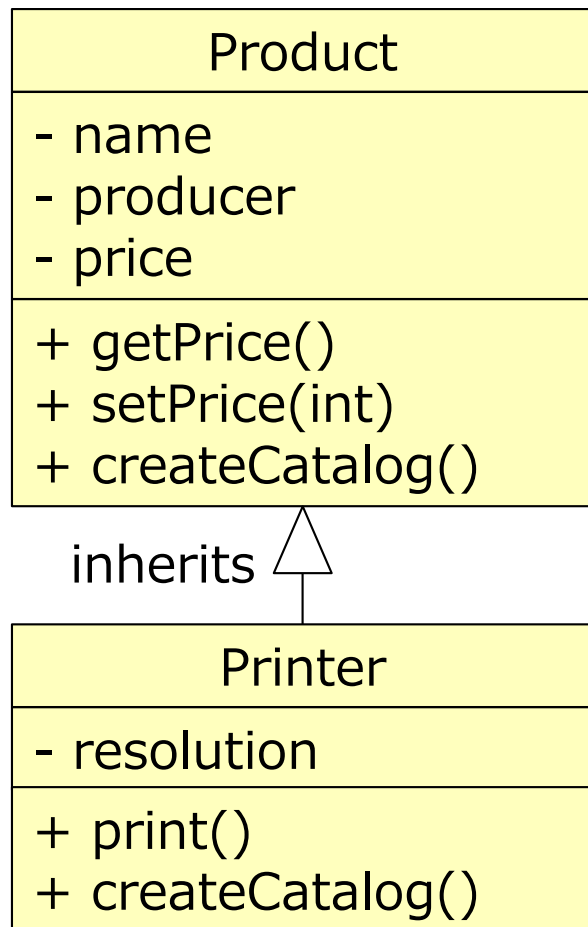 Product
- name
- producer
- price
+ getPrice()
+ setPrice(int)
+ createCatalog()
inherits
Printer
- resolution
+ print()
+ createCatalog()